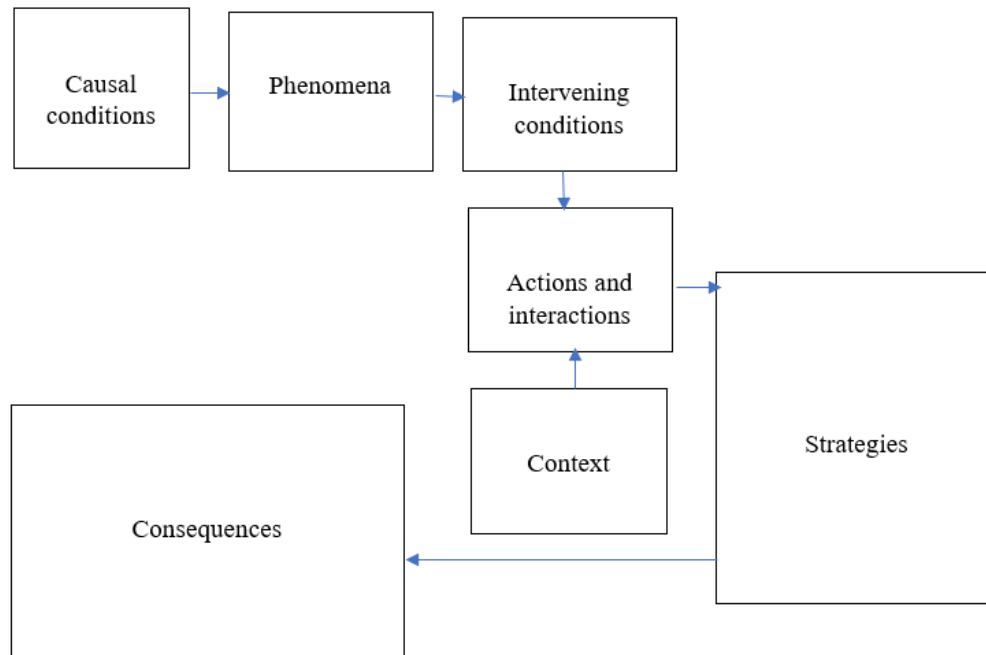 Causal
conditions
Phenomena
Intervening
conditions
Actions and
interactions
Context
Strategies
Consequences